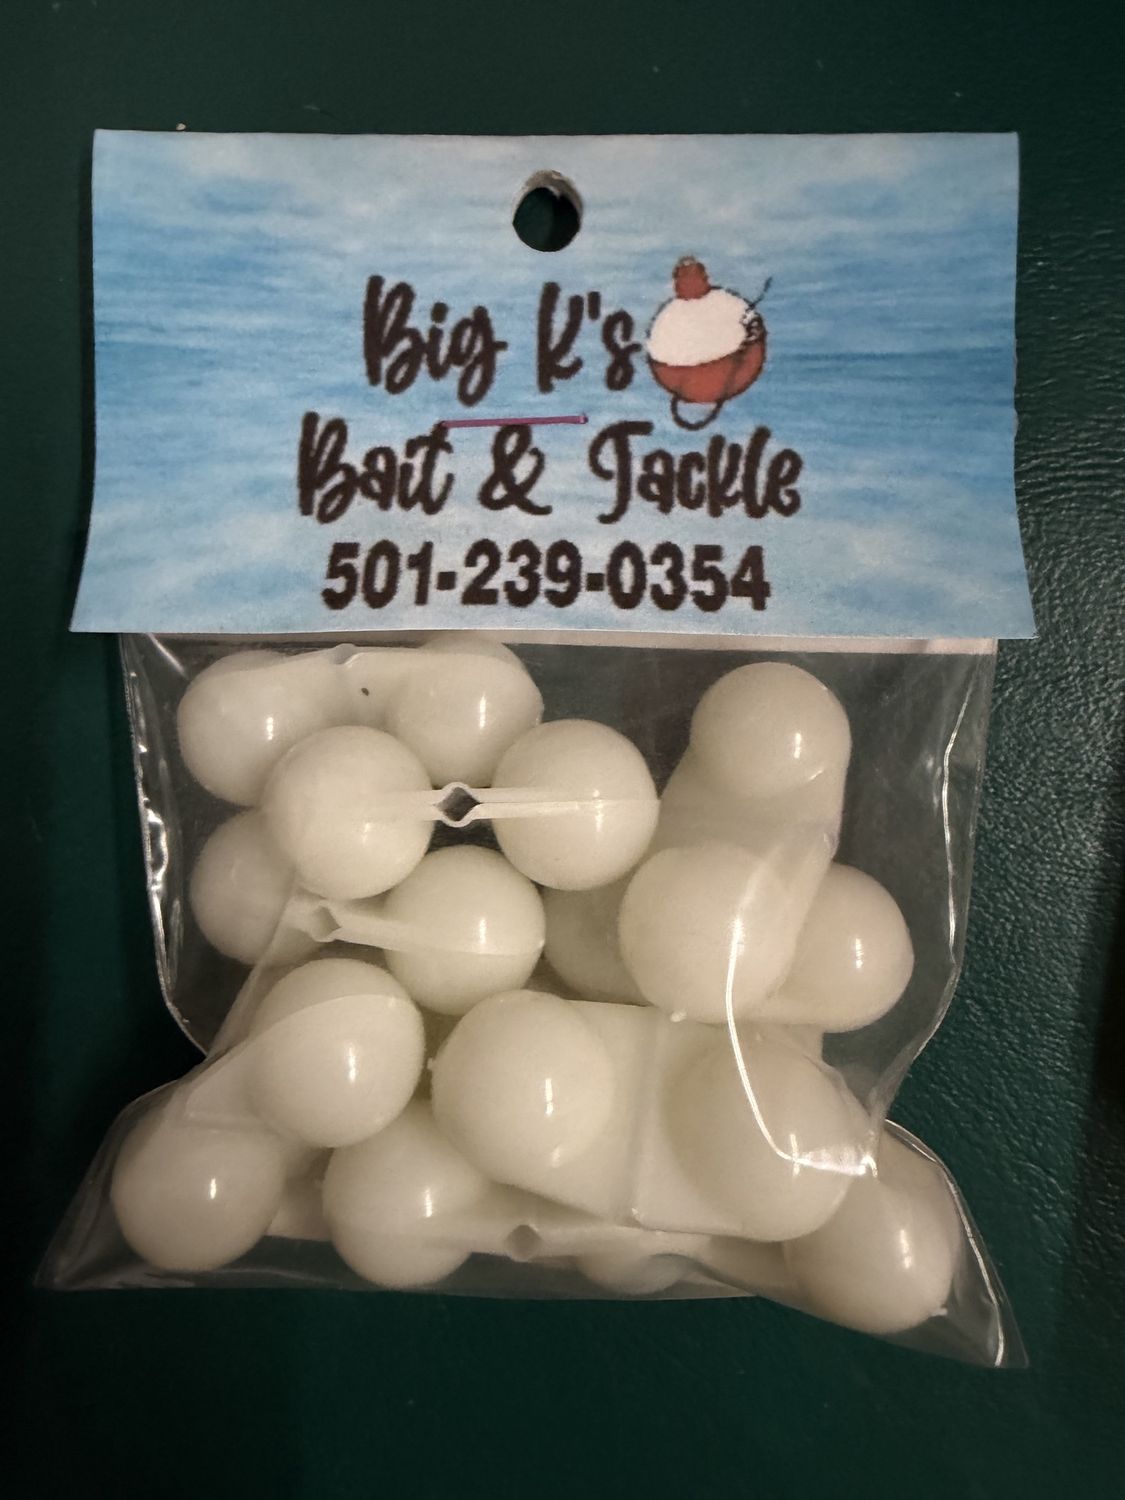 Big K's
Bait & Tackle
501-239-0354